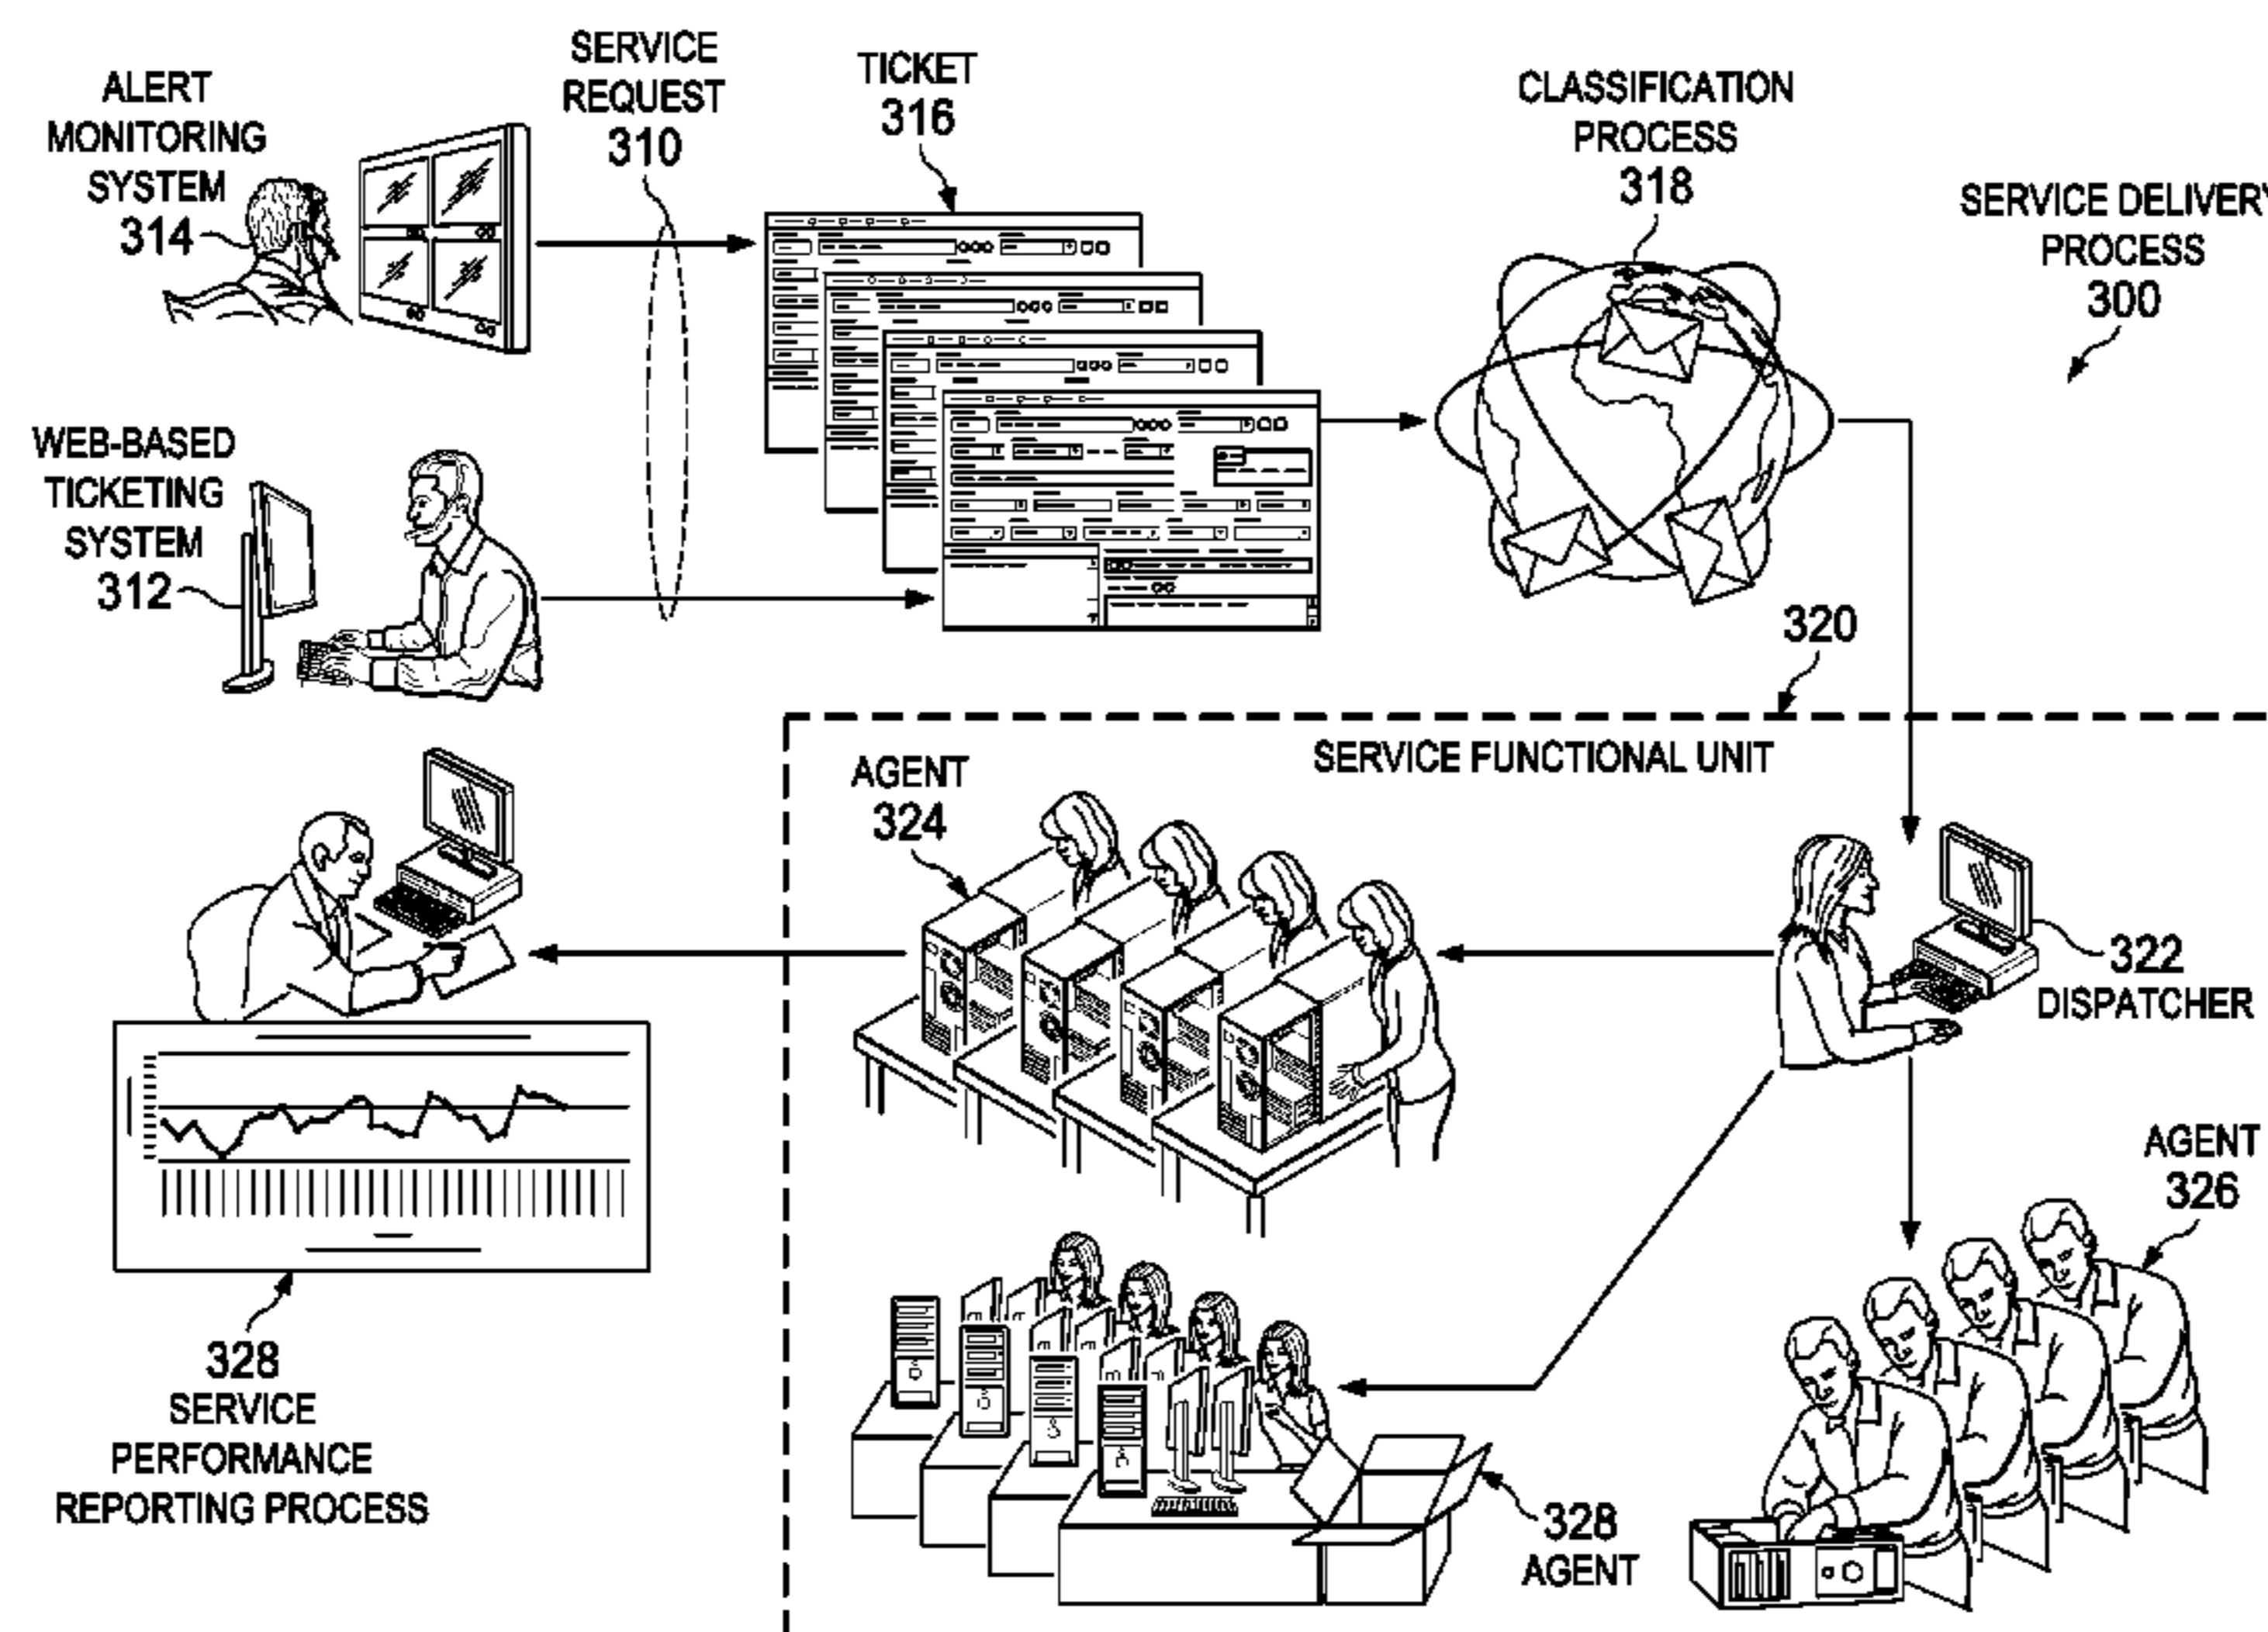 ALERT
MONITORING
SYSTEM
314
SERVICE
REQUEST
310
TICKET
316
CLASSIFICATION
PROCESS
318
SERVICE DELIVERY
PROCESS
300
WEB-BASED
TICKETING
SYSTEM
312
320
SERVICE FUNCTIONAL UNIT
AGENT
324
322
DISPATCHER
AGENT
326
328
SERVICE
PERFORMANCE
REPORTING PROCESS
328
AGENT